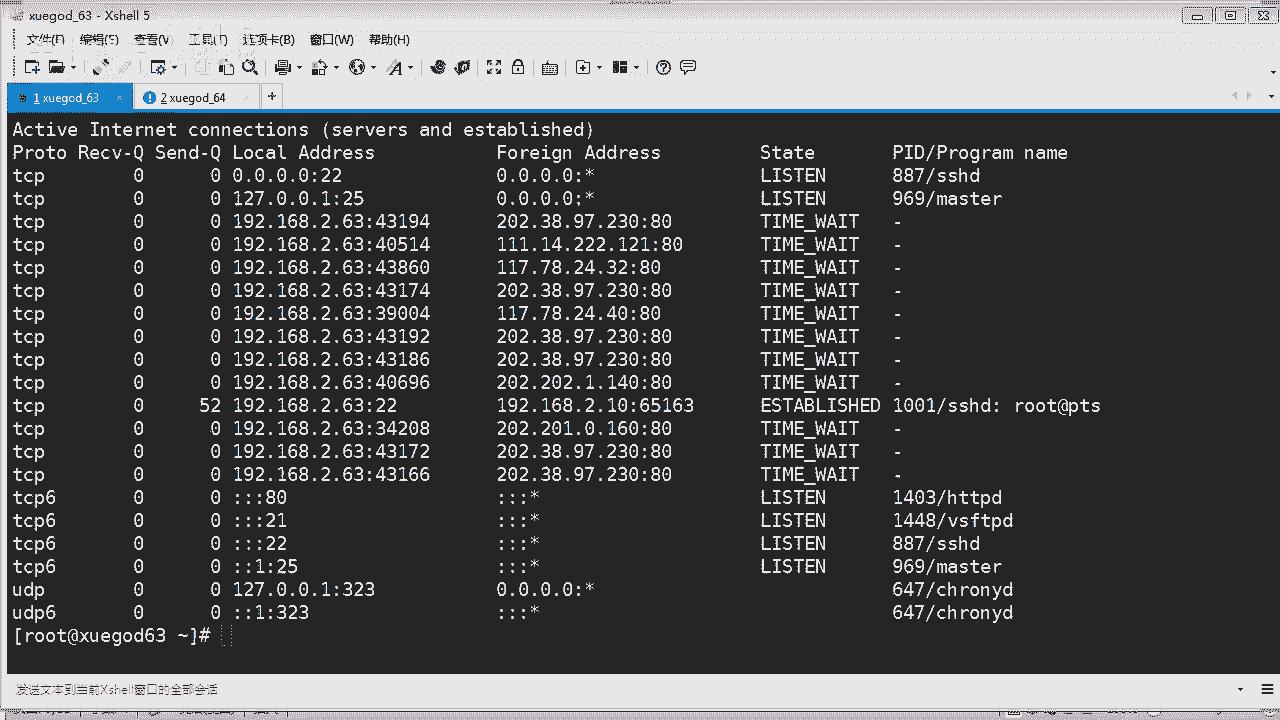 xuegod_63 - Xshell 5
文件(F) 编辑(E) 查看(V) 工具(T) 选项卡(B) 窗口(W) 帮助(H)
1 xuegod_63 × 2 xuegod_64 +
Active Internet connections (servers and established)
Proto Recv-Q Send-Q Local Address Foreign Address State PID/Program name
tcp 0 0 0.0.0.0:22 0.0.0.0:* LISTEN 887/sshd
tcp 0 0 127.0.0.1:25 0.0.0.0:* LISTEN 969/master
tcp 0 0 192.168.2.63:43194 202.38.97.230:80 TIME_WAIT -
tcp 0 0 192.168.2.63:40514 111.14.222.121:80 TIME_WAIT -
tcp 0 0 192.168.2.63:43860 117.78.24.32:80 TIME_WAIT -
tcp 0 0 192.168.2.63:43174 202.38.97.230:80 TIME_WAIT -
tcp 0 0 192.168.2.63:39004 117.78.24.40:80 TIME_WAIT -
tcp 0 0 192.168.2.63:43192 202.38.97.230:80 TIME_WAIT -
tcp 0 0 192.168.2.63:43186 202.38.97.230:80 TIME_WAIT -
tcp 0 0 192.168.2.63:40696 202.202.1.140:80 TIME_WAIT -
tcp 0 52 192.168.2.63:22 192.168.2.10:65163 ESTABLISHED 1001/sshd: root@pts
tcp 0 0 192.168.2.63:34208 202.201.0.160:80 TIME_WAIT -
tcp 0 0 192.168.2.63:43172 202.38.97.230:80 TIME_WAIT -
tcp 0 0 192.168.2.63:43166 202.38.97.230:80 TIME_WAIT -
tcp6 0 0 :::80 :::* LISTEN 1403/httpd
tcp6 0 0 :::21 :::* LISTEN 1448/vsftpd
tcp6 0 0 :::22 :::* LISTEN 887/sshd
tcp6 0 0 ::1:25 :::* LISTEN 969/master
udp 0 0 127.0.0.1:323 0.0.0.0:* 647/chronyd
udp6 0 0 ::1:323 :::* 647/chronyd
[root@xuegod63 ~]#
发送文本到当前Xshell窗口的全部会话